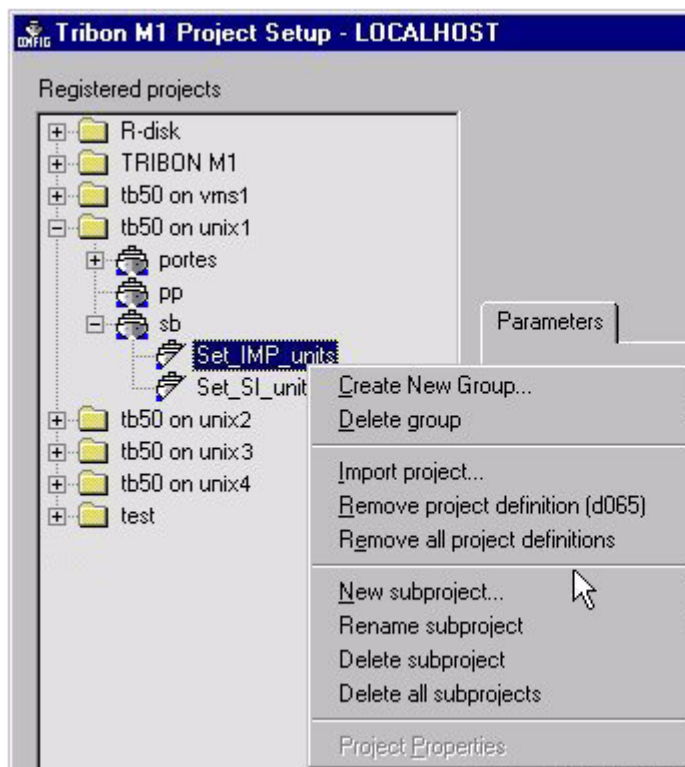 Tribon M1 Project Setup - LOCALHOST
Registered projects
R-disk
TRIBON M1
tb50 on vms1
tb50 on unix1
portes
pp
sb
Set_IMP_units
Set_SI_unit
tb50 on unix2
tb50 on unix3
tb50 on unix4
test
Parameters
Create New Group...
Delete group
Import project...
Remove project definition (d065)
Remove all project definitions
New subproject...
Rename subproject
Delete subproject
Delete all subprojects
Project Properties